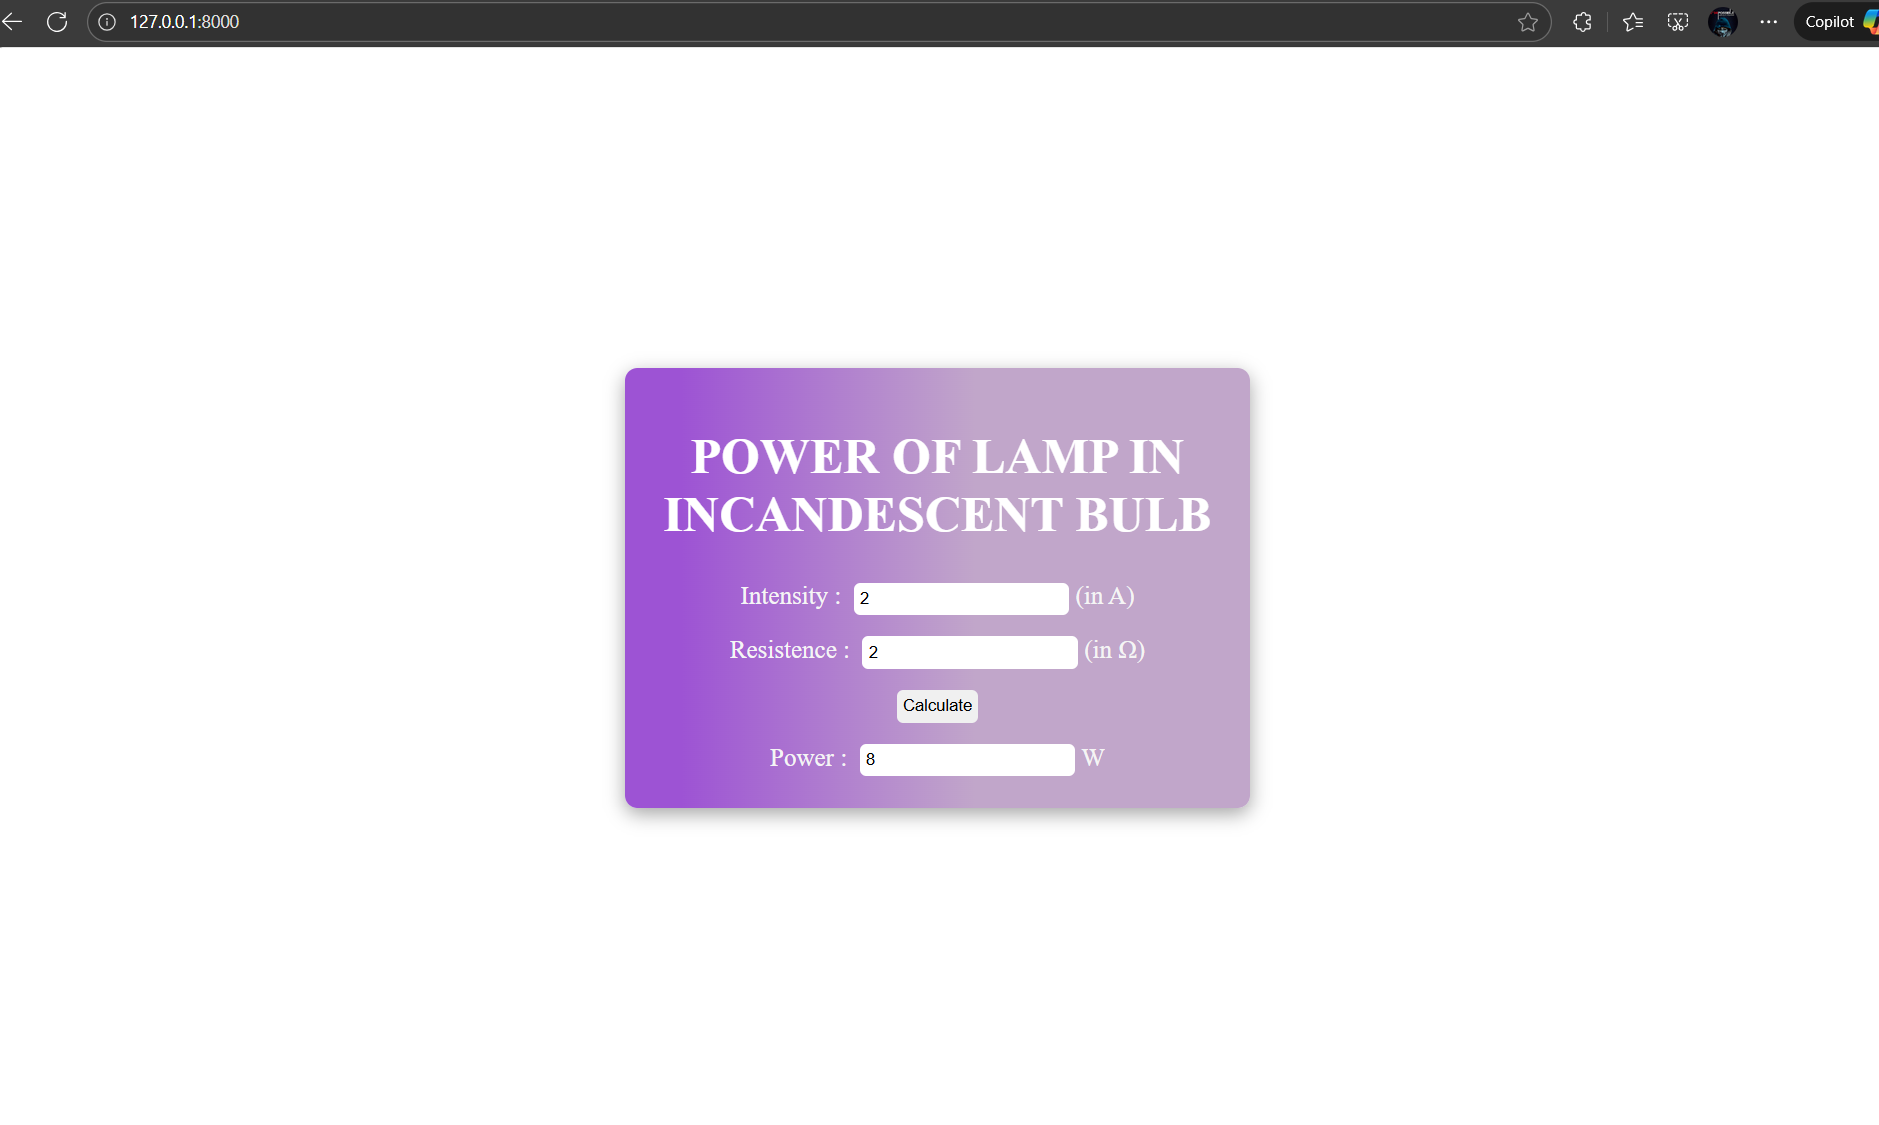 127.0.0.1:8000
Copilot
POWER OF LAMP IN
INCANDESCENT BULB
Intensity : 2 (in A)
Resistence : 2 (in Ω)
Calculate
Power : 8 W